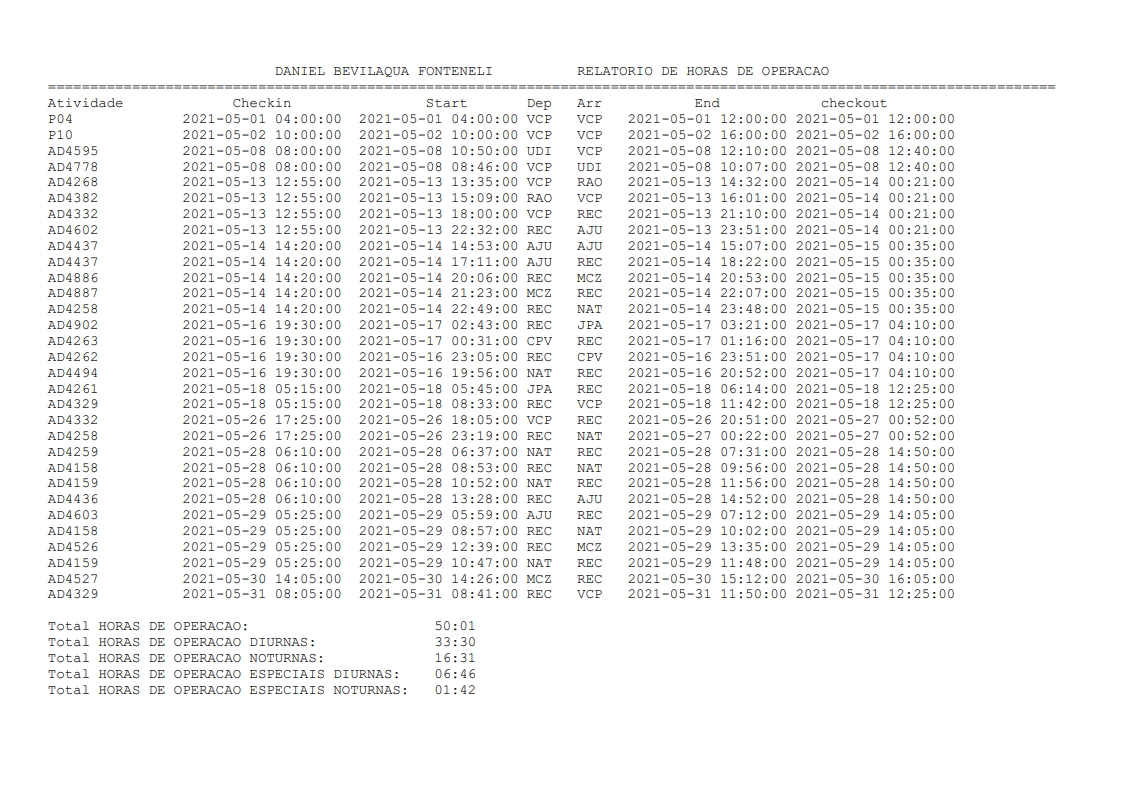 DANIEL BEVILAQUA FONTENELI RELATORIO DE HORAS DE OPERACAO
========================================================================================================================
Atividade Checkin Start Dep Arr End checkout
P04 2021-05-01 04:00:00 2021-05-01 04:00:00 VCP VCP 2021-05-01 12:00:00 2021-05-01 12:00:00
P10 2021-05-02 10:00:00 2021-05-02 10:00:00 VCP VCP 2021-05-02 16:00:00 2021-05-02 16:00:00
AD4595 2021-05-08 08:00:00 2021-05-08 10:50:00 UDI VCP 2021-05-08 12:10:00 2021-05-08 12:40:00
AD4778 2021-05-08 08:00:00 2021-05-08 08:46:00 VCP UDI 2021-05-08 10:07:00 2021-05-08 12:40:00
AD4268 2021-05-13 12:55:00 2021-05-13 13:35:00 VCP RAO 2021-05-13 14:32:00 2021-05-14 00:21:00
AD4382 2021-05-13 12:55:00 2021-05-13 15:09:00 RAO VCP 2021-05-13 16:01:00 2021-05-14 00:21:00
AD4332 2021-05-13 12:55:00 2021-05-13 18:00:00 VCP REC 2021-05-13 21:10:00 2021-05-14 00:21:00
AD4602 2021-05-13 12:55:00 2021-05-13 22:32:00 REC AJU 2021-05-13 23:51:00 2021-05-14 00:21:00
AD4437 2021-05-14 14:20:00 2021-05-14 14:53:00 AJU AJU 2021-05-14 15:07:00 2021-05-15 00:35:00
AD4437 2021-05-14 14:20:00 2021-05-14 17:11:00 AJU REC 2021-05-14 18:22:00 2021-05-15 00:35:00
AD4886 2021-05-14 14:20:00 2021-05-14 20:06:00 REC MCZ 2021-05-14 20:53:00 2021-05-15 00:35:00
AD4887 2021-05-14 14:20:00 2021-05-14 21:23:00 MCZ REC 2021-05-14 22:07:00 2021-05-15 00:35:00
AD4258 2021-05-14 14:20:00 2021-05-14 22:49:00 REC NAT 2021-05-14 23:48:00 2021-05-15 00:35:00
AD4902 2021-05-16 19:30:00 2021-05-17 02:43:00 REC JPA 2021-05-17 03:21:00 2021-05-17 04:10:00
AD4263 2021-05-16 19:30:00 2021-05-17 00:31:00 CPV REC 2021-05-17 01:16:00 2021-05-17 04:10:00
AD4262 2021-05-16 19:30:00 2021-05-16 23:05:00 REC CPV 2021-05-16 23:51:00 2021-05-17 04:10:00
AD4494 2021-05-16 19:30:00 2021-05-16 19:56:00 NAT REC 2021-05-16 20:52:00 2021-05-17 04:10:00
AD4261 2021-05-18 05:15:00 2021-05-18 05:45:00 JPA REC 2021-05-18 06:14:00 2021-05-18 12:25:00
AD4329 2021-05-18 05:15:00 2021-05-18 08:33:00 REC VCP 2021-05-18 11:42:00 2021-05-18 12:25:00
AD4332 2021-05-26 17:25:00 2021-05-26 18:05:00 VCP REC 2021-05-26 20:51:00 2021-05-27 00:52:00
AD4258 2021-05-26 17:25:00 2021-05-26 23:19:00 REC NAT 2021-05-27 00:22:00 2021-05-27 00:52:00
AD4259 2021-05-28 06:10:00 2021-05-28 06:37:00 NAT REC 2021-05-28 07:31:00 2021-05-28 14:50:00
AD4158 2021-05-28 06:10:00 2021-05-28 08:53:00 REC NAT 2021-05-28 09:56:00 2021-05-28 14:50:00
AD4159 2021-05-28 06:10:00 2021-05-28 10:52:00 NAT REC 2021-05-28 11:56:00 2021-05-28 14:50:00
AD4436 2021-05-28 06:10:00 2021-05-28 13:28:00 REC AJU 2021-05-28 14:52:00 2021-05-28 14:50:00
AD4603 2021-05-29 05:25:00 2021-05-29 05:59:00 AJU REC 2021-05-29 07:12:00 2021-05-29 14:05:00
AD4158 2021-05-29 05:25:00 2021-05-29 08:57:00 REC NAT 2021-05-29 10:02:00 2021-05-29 14:05:00
AD4526 2021-05-29 05:25:00 2021-05-29 12:39:00 REC MCZ 2021-05-29 13:35:00 2021-05-29 14:05:00
AD4159 2021-05-29 05:25:00 2021-05-29 10:47:00 NAT REC 2021-05-29 11:48:00 2021-05-29 14:05:00
AD4527 2021-05-30 14:05:00 2021-05-30 14:26:00 MCZ REC 2021-05-30 15:12:00 2021-05-30 16:05:00
AD4329 2021-05-31 08:05:00 2021-05-31 08:41:00 REC VCP 2021-05-31 11:50:00 2021-05-31 12:25:00
Total HORAS DE OPERACAO: 50:01
Total HORAS DE OPERACAO DIURNAS: 33:30
Total HORAS DE OPERACAO NOTURNAS: 16:31
Total HORAS DE OPERACAO ESPECIAIS DIURNAS: 06:46
Total HORAS DE OPERACAO ESPECIAIS NOTURNAS: 01:42